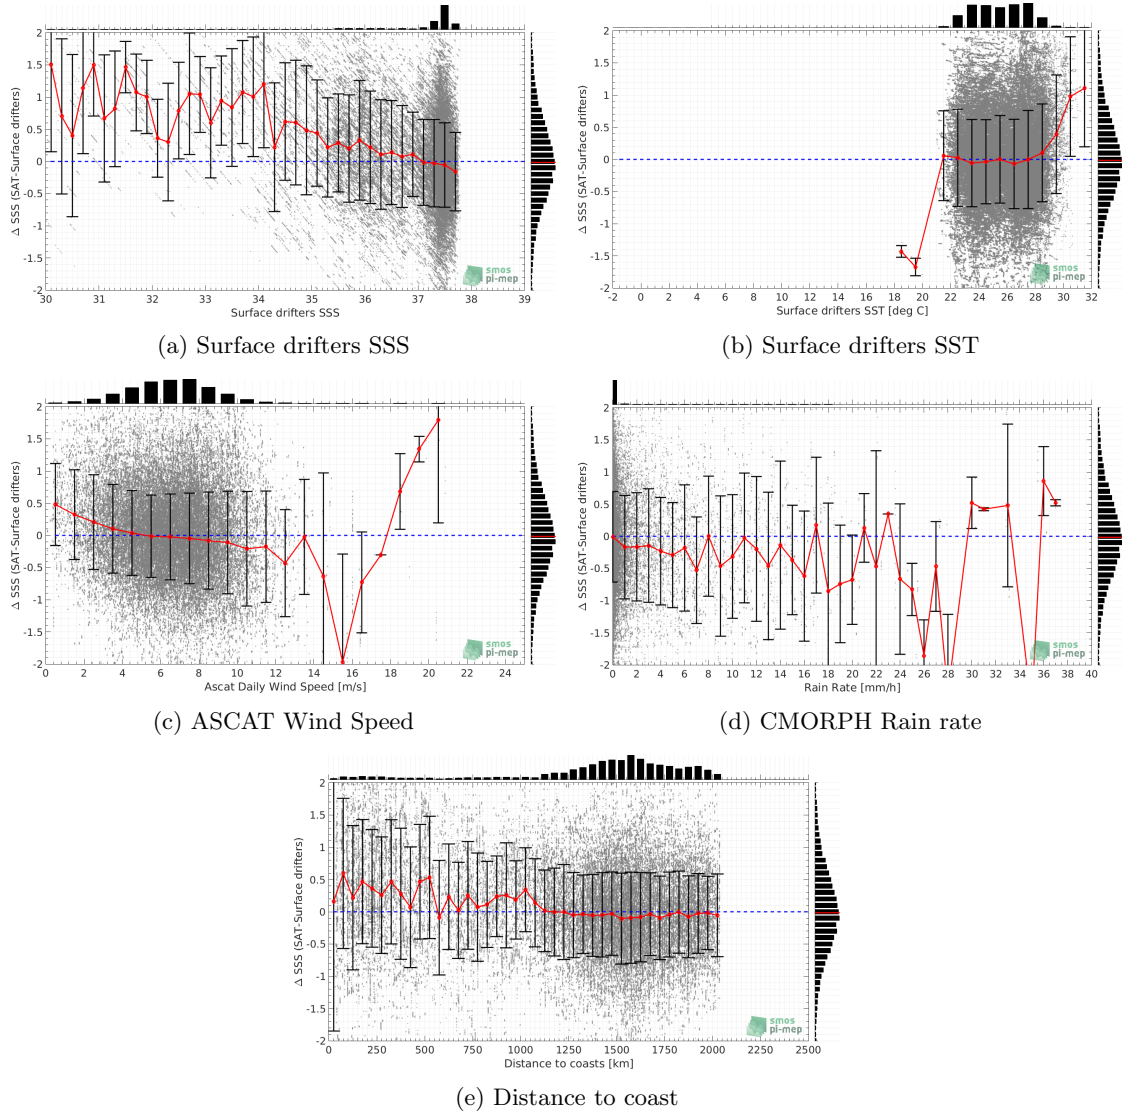 2
1.5
1
0.5
0
-0.5
-1
-1.5
-2
Δ SSS (SAT-Surface drifters)
30 31 32 33 34 35 36 37 38 39
Surface drifters SSS
smos
pi-mep
(a) Surface drifters SSS
2
1.5
1
0.5
0
-0.5
-1
-1.5
-2
Δ SSS (SAT-Surface drifters)
-2 0 2 4 6 8 10 12 14 16 18 20 22 24 26 28 30 32
Surface drifters SST [deg C]
smos
pi-mep
(b) Surface drifters SST
2
1.5
1
0.5
0
-0.5
-1
-1.5
-2
Δ SSS (SAT-Surface drifters)
0 2 4 6 8 10 12 14 16 18 20 22 24
Ascat Daily Wind Speed [m/s]
smos
pi-mep
(c) ASCAT Wind Speed
2
1.5
1
0.5
0
-0.5
-1
-1.5
-2
Δ SSS (SAT-Surface drifters)
0 2 4 6 8 10 12 14 16 18 20 22 24 26 28 30 32 34 36 38 40
Rain Rate [mm/h]
smos
pi-mep
(d) CMORPH Rain rate
2
1.5
1
0.5
0
-0.5
-1
-1.5
-2
Δ SSS (SAT-Surface drifters)
0 250 500 750 1000 1250 1500 1750 2000 2250 2500
Distance to coasts [km]
smos
pi-mep
(e) Distance to coast